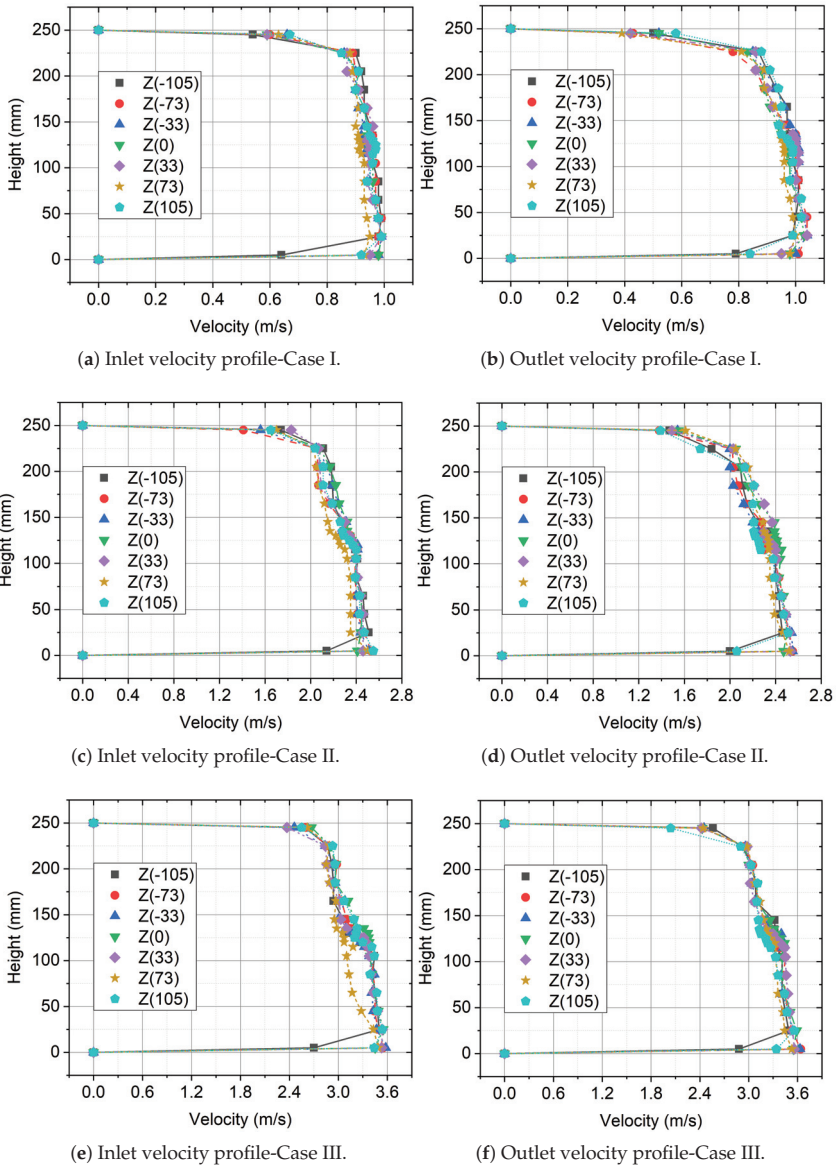 250
200
150
100
50
0
Height (mm)
Z(-105)
Z(-73)
Z(-33)
Z(0)
Z(33)
Z(73)
Z(105)
0.0 0.2 0.4 0.6 0.8 1.0
Velocity (m/s)
(a) Inlet velocity profile-Case I.
250
200
150
100
50
0
Height (mm)
Z(-105)
Z(-73)
Z(-33)
Z(0)
Z(33)
Z(73)
Z(105)
0.0 0.2 0.4 0.6 0.8 1.0
Velocity (m/s)
(b) Outlet velocity profile-Case I.
250
200
150
100
50
0
Height (mm)
Z(-105)
Z(-73)
Z(-33)
Z(0)
Z(33)
Z(73)
Z(105)
0.0 0.4 0.8 1.2 1.6 2.0 2.4 2.8
Velocity (m/s)
(c) Inlet velocity profile-Case II.
250
200
150
100
50
0
Height (mm)
Z(-105)
Z(-73)
Z(-33)
Z(0)
Z(33)
Z(73)
Z(105)
0.0 0.4 0.8 1.2 1.6 2.0 2.4 2.8
Velocity (m/s)
(d) Outlet velocity profile-Case II.
250
200
150
100
50
0
Height (mm)
Z(-105)
Z(-73)
Z(-33)
Z(0)
Z(33)
Z(73)
Z(105)
0.0 0.6 1.2 1.8 2.4 3.0 3.6
Velocity (m/s)
(e) Inlet velocity profile-Case III.
250
200
150
100
50
0
Height (mm)
Z(-105)
Z(-73)
Z(-33)
Z(0)
Z(33)
Z(73)
Z(105)
0.0 0.6 1.2 1.8 2.4 3.0 3.6
Velocity (m/s)
(f) Outlet velocity profile-Case III.